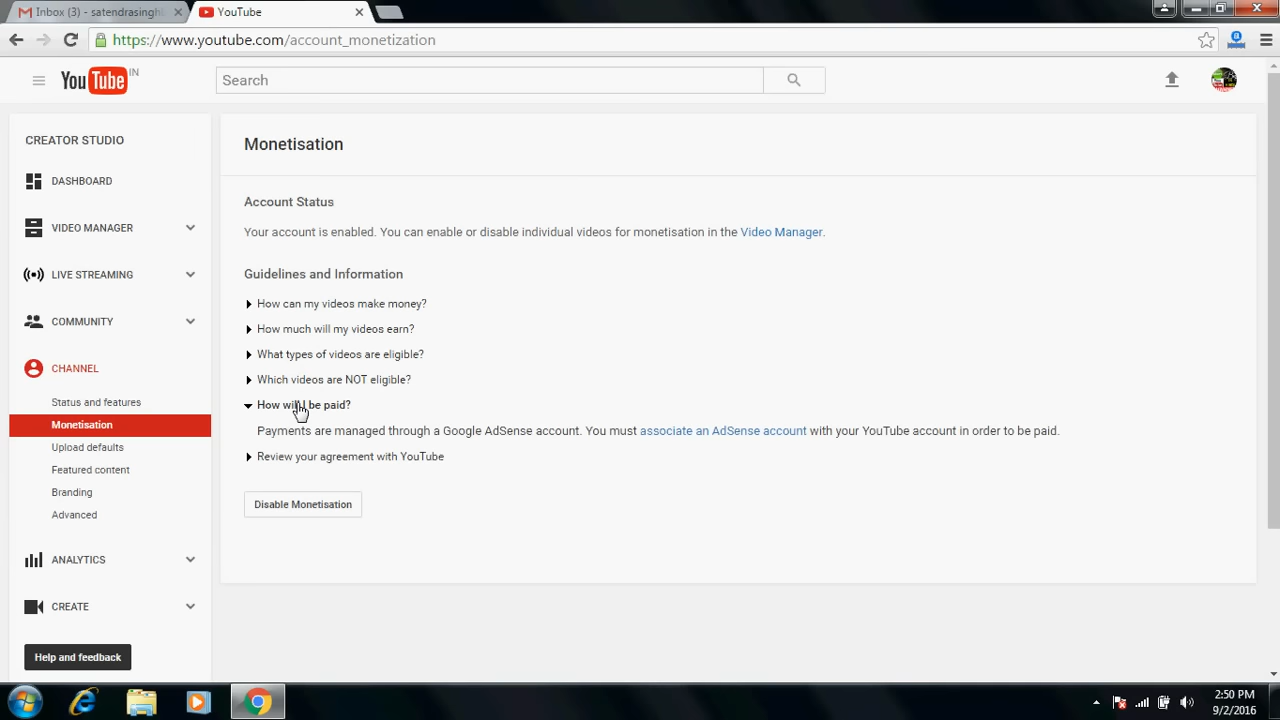 Inbox (3) - satendrasingh
YouTube
https://www.youtube.com/account_monetization
YouTube IN
Search
CREATOR STUDIO
DASHBOARD
VIDEO MANAGER
LIVE STREAMING
COMMUNITY
CHANNEL
Status and features
Monetisation
Upload defaults
Featured content
Branding
Advanced
ANALYTICS
CREATE
Help and feedback
Monetisation
Account Status
Your account is enabled. You can enable or disable individual videos for monetisation in the Video Manager.
Guidelines and Information
How can my videos make money?
How much will my videos earn?
What types of videos are eligible?
Which videos are NOT eligible?
How will I be paid?
Payments are managed through a Google AdSense account. You must associate an AdSense account with your YouTube account in order to be paid.
Review your agreement with YouTube
Disable Monetisation
2:50 PM
9/2/2016